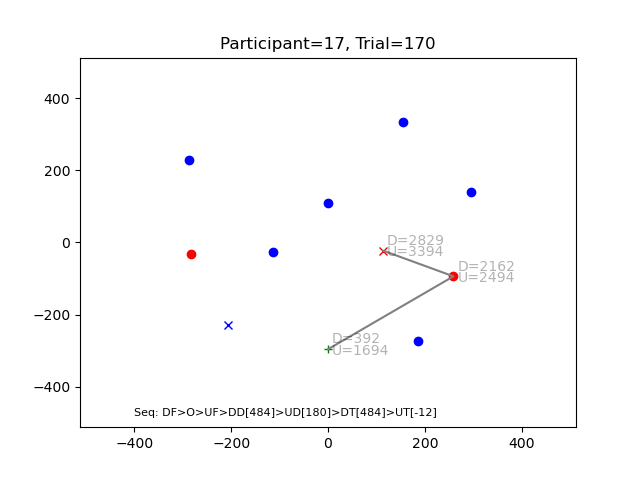 Participant=17, Trial=170
400
200
0
−200
−400
D=2829
U=3394
D=2162
U=2494
D=392
U=1694
Seq: DF>O>UF>DD[484]>UD[180]>DT[484]>UT[-12]
−400 −200 0 200 400